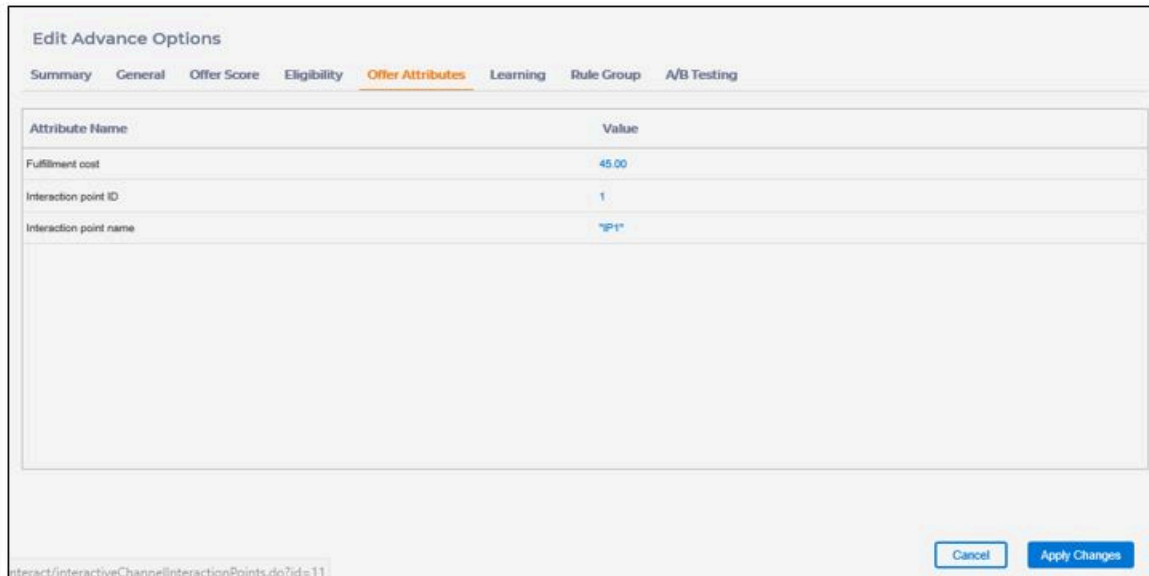 Edit Advance Options
Summary General Offer Score Eligibility Offer Attributes Learning Rule Group A/B Testing
Attribute Name Value
Fulfillment cost 45.00
Interaction point ID 1
Interaction point name "IP1"
Cancel Apply Changes
nteract/interactiveChannelInteractionPoints.do?id=11